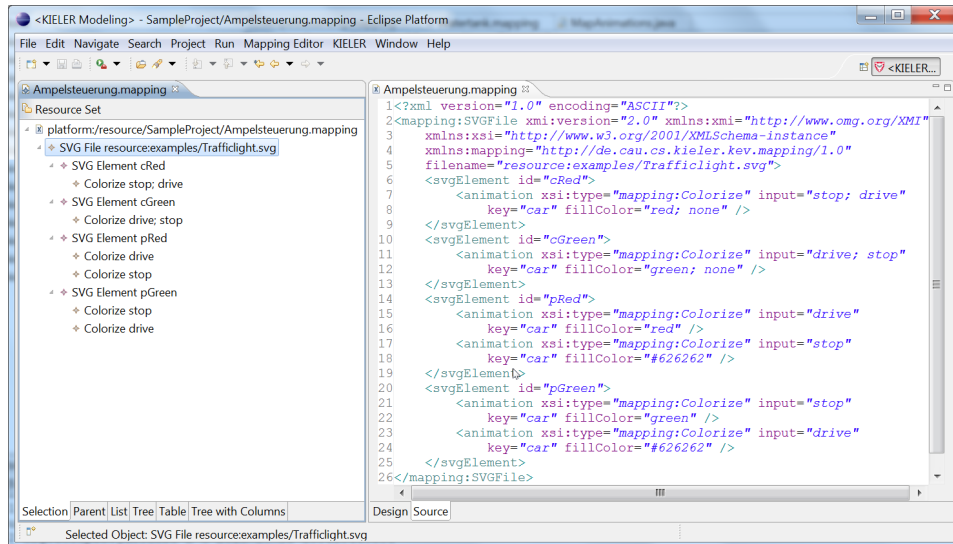 <KIELER Modeling> - SampleProject/Ampelsteuerung.mapping - Eclipse Platform
File Edit Navigate Search Project Run Mapping Editor KIELER Window Help
<KIELER...
Ampelsteuerung.mapping
Resource Set
platform:/resource/SampleProject/Ampelsteuerung.mapping
SVG File resource:examples/Trafficlight.svg
SVG Element cRed
Colorize stop; drive
SVG Element cGreen
Colorize drive; stop
SVG Element pRed
Colorize drive
Colorize stop
SVG Element pGreen
Colorize stop
Colorize drive
Selection Parent List Tree Table Tree with Columns
Ampelsteuerung.mapping
1<?xml version="1.0" encoding="ASCII"?>
2<mapping:SVGFile xmi:version="2.0" xmlns:xmi="http://www.omg.org/XMI"
3 xmlns:xsi="http://www.w3.org/2001/XMLSchema-instance"
4 xmlns:mapping="http://de.cau.cs.kieler.kev.mapping/1.0"
5 filename="resource:examples/Trafficlight.svg">
6 <svgElement id="cRed">
7 <animation xsi:type="mapping:Colorize" input="stop; drive"
8 key="car" fillColor="red; none" />
9 </svgElement>
10 <svgElement id="cGreen">
11 <animation xsi:type="mapping:Colorize" input="drive; stop"
12 key="car" fillColor="green; none" />
13 </svgElement>
14 <svgElement id="pRed">
15 <animation xsi:type="mapping:Colorize" input="drive"
16 key="car" fillColor="red" />
17 <animation xsi:type="mapping:Colorize" input="stop"
18 key="car" fillColor="#626262" />
19 </svgElement>
20 <svgElement id="pGreen">
21 <animation xsi:type="mapping:Colorize" input="stop"
22 key="car" fillColor="green" />
23 <animation xsi:type="mapping:Colorize" input="drive"
24 key="car" fillColor="#626262" />
25 </svgElement>
26</mapping:SVGFile>
Design Source
Selected Object: SVG File resource:examples/Trafficlight.svg